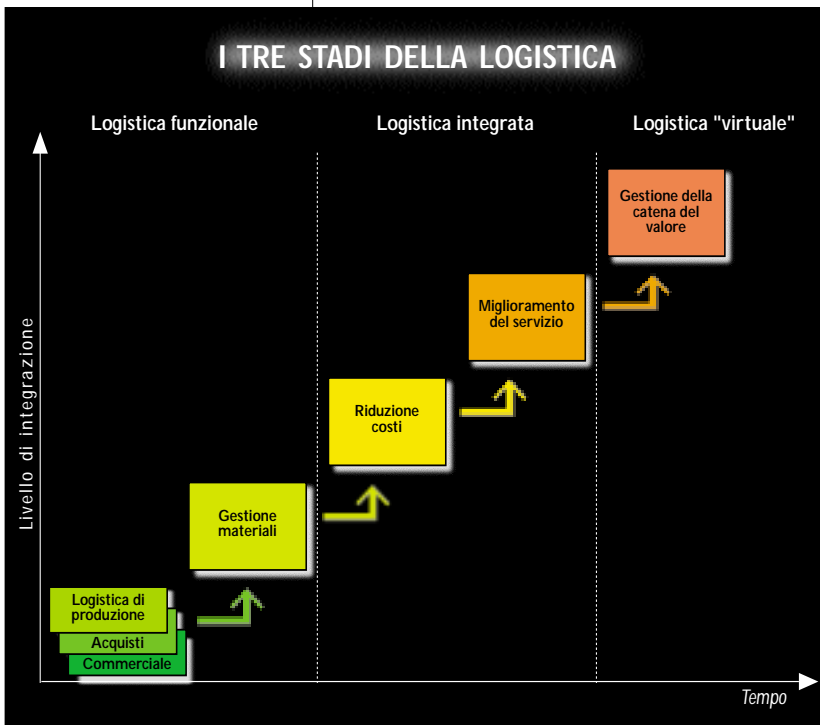 I TRE STADI DELLA LOGISTICA
Logistica funzionale
Logistica integrata
Logistica "virtuale"
Gestione della
catena del
valore
Miglioramento
del servizio
Riduzione
costi
Gestione
materiali
Logistica di
produzione
Acquisti
Commerciale
Livello di integrazione
Tempo